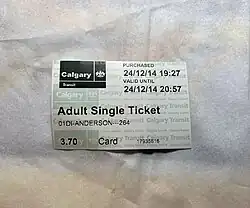 Calgary
Transit
PURCHASED
24/12/14 19:27
VALID UNTIL
24/12/14 20:57
Adult Single Ticket
01DI-ANDERSON--264
3.70 Card 17935616